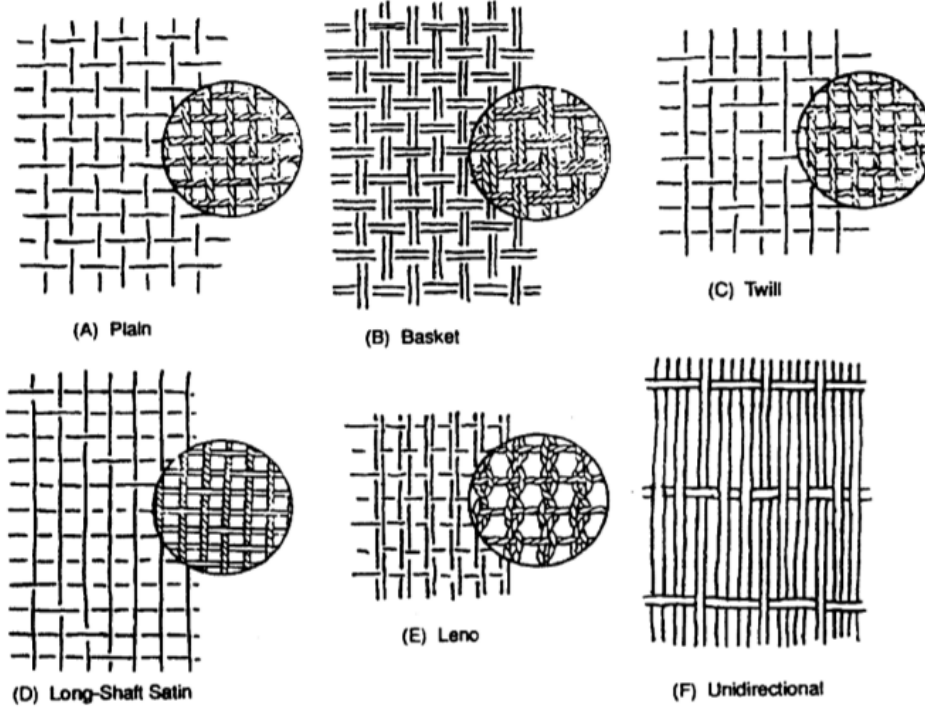 (A) Plain
(B) Basket
(C) Twill
(D) Long-Shaft Satin
(E) Leno
(F) Unidirectional